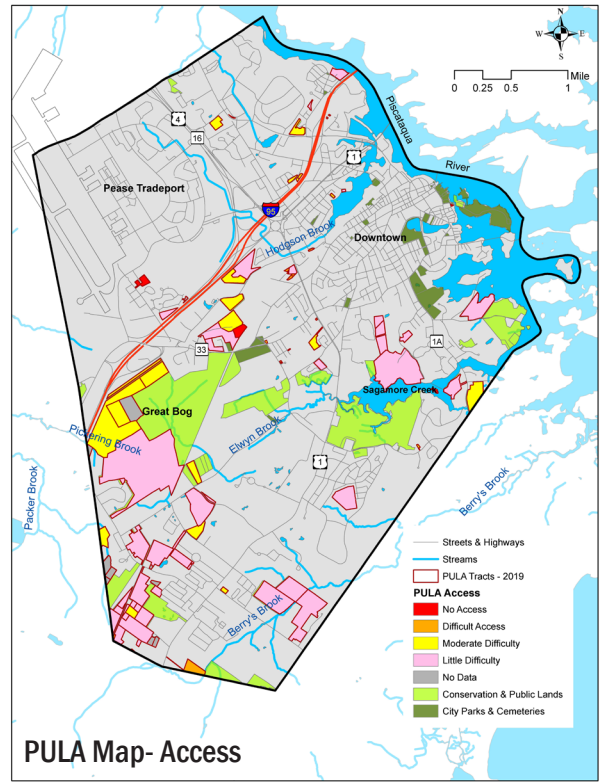 N
W E
S
0 0.25 0.5 1
Mile
Piscataqua
River
4
16
1
Pease Tradeport
95
Hodgson Brook
Downtown
33
1A
Sagamore Creek
Great Bog
Pickering Brook
Elwyn Brook
1
Packer Brook
Berry's Brook
Berry's Brook
Streets & Highways
Streams
PULA Tracts - 2019
PULA Access
No Access
Difficult Access
Moderate Difficulty
Little Difficulty
No Data
Conservation & Public Lands
City Parks & Cemeteries
PULA Map- Access